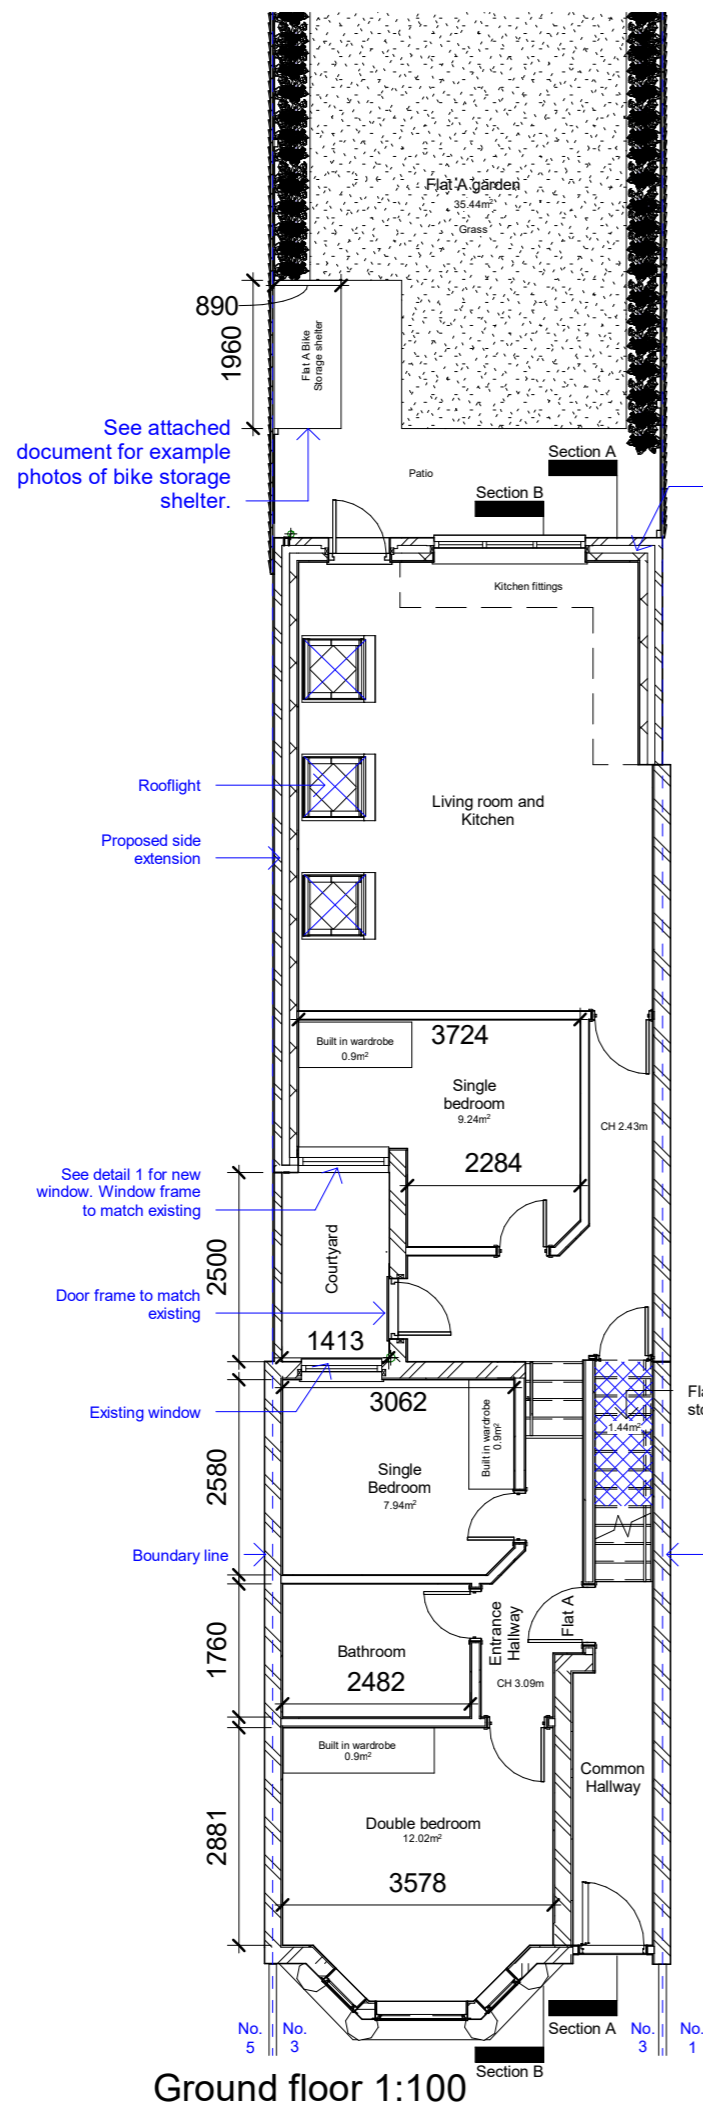 Flat A garden
35.44m²
Grass
890
1960
Flat A Bike
Storage shelter
See attached
document for example
photos of bike storage
shelter.
Section A
Patio
Section B
Kitchen fittings
Rooflight
Living room and
Kitchen
Proposed side
extension
Built in wardrobe
0.9m²
3724
Single
bedroom
9.24m²
CH 2.43m
See detail 1 for new
window. Window frame
to match existing
2284
2500
Courtyard
Door frame to match
existing
1413
3062
Existing window
Built in wardrobe
0.9m²
2580
Single
Bedroom
7.94m²
1.44m²
Boundary line
1760
Bathroom
2482
Entrance
Hallway
Flat A
CH 3.09m
Built in wardrobe
0.9m²
Common
Hallway
2881
Double bedroom
12.02m²
3578
No.
5
No.
3
Section A
No.
3
No.
1
Section B
Ground floor 1:100